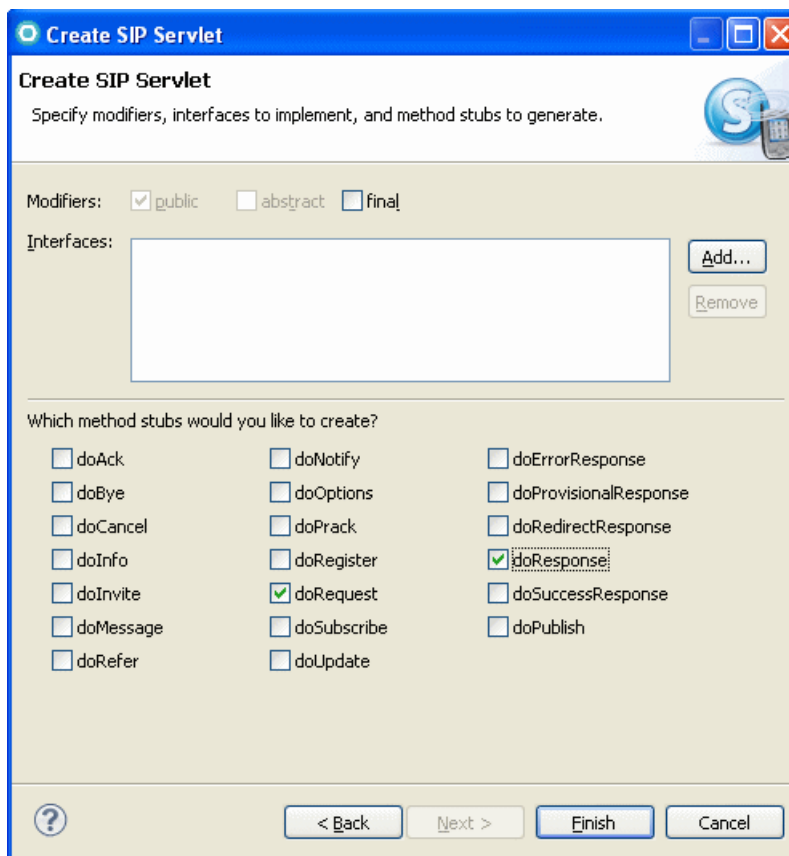 Create SIP Servlet
Create SIP Servlet
Specify modifiers, interfaces to implement, and method stubs to generate.
S
Modifiers: public abstract final
Interfaces:
Add...
Remove
Which method stubs would you like to create?
doAck doNotify doErrorResponse
doBye doOptions doProvisionalResponse
doCancel doPrack doRedirectResponse
doInfo doRegister doResponse
doInvite doRequest doSuccessResponse
doMessage doSubscribe doPublish
doRefer doUpdate
? < Back Next > Finish Cancel